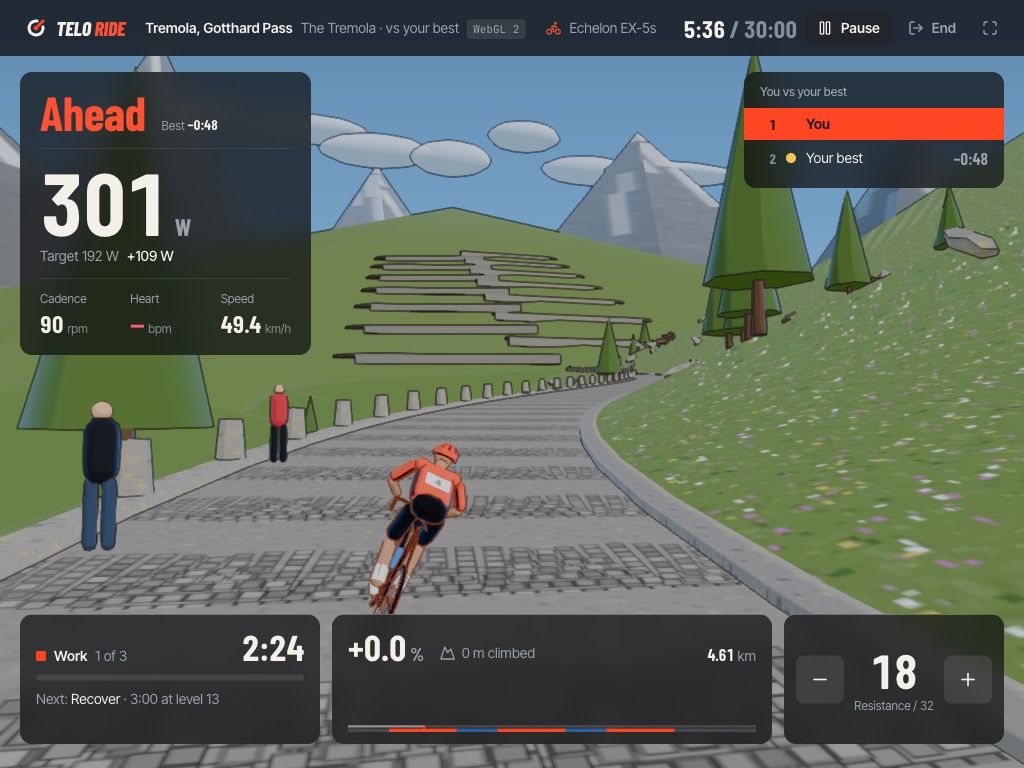 TELO RIDE Tremola, Gotthard Pass The Tremola · vs your best WebGL 2 Echelon EX-5s 5:36 / 30:00 Pause End
Ahead Best −0:48
301 W
Target 192 W +109 W
Cadence Heart Speed
90 rpm – bpm 49.4 km/h
You vs your best
1 You
2 Your best −0:48
Work 1 of 3 2:24
Next: Recover · 3:00 at level 13
+0.0 % 0 m climbed 4.61 km
− 18 +
Resistance / 32